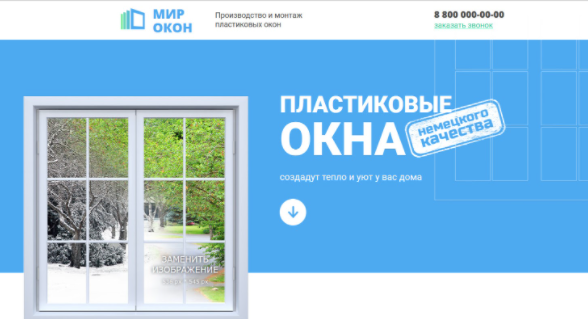 МИР
ОКОН
Производство и монтаж
пластиковых окон
8 800 000-00-00
заказать звонок
ПЛАСТИКОВЫЕ
ОКНА
немецкого
качества
создадут тепло и уют у вас дома
ЗАМЕНИТЬ
ИЗОБРАЖЕНИЕ